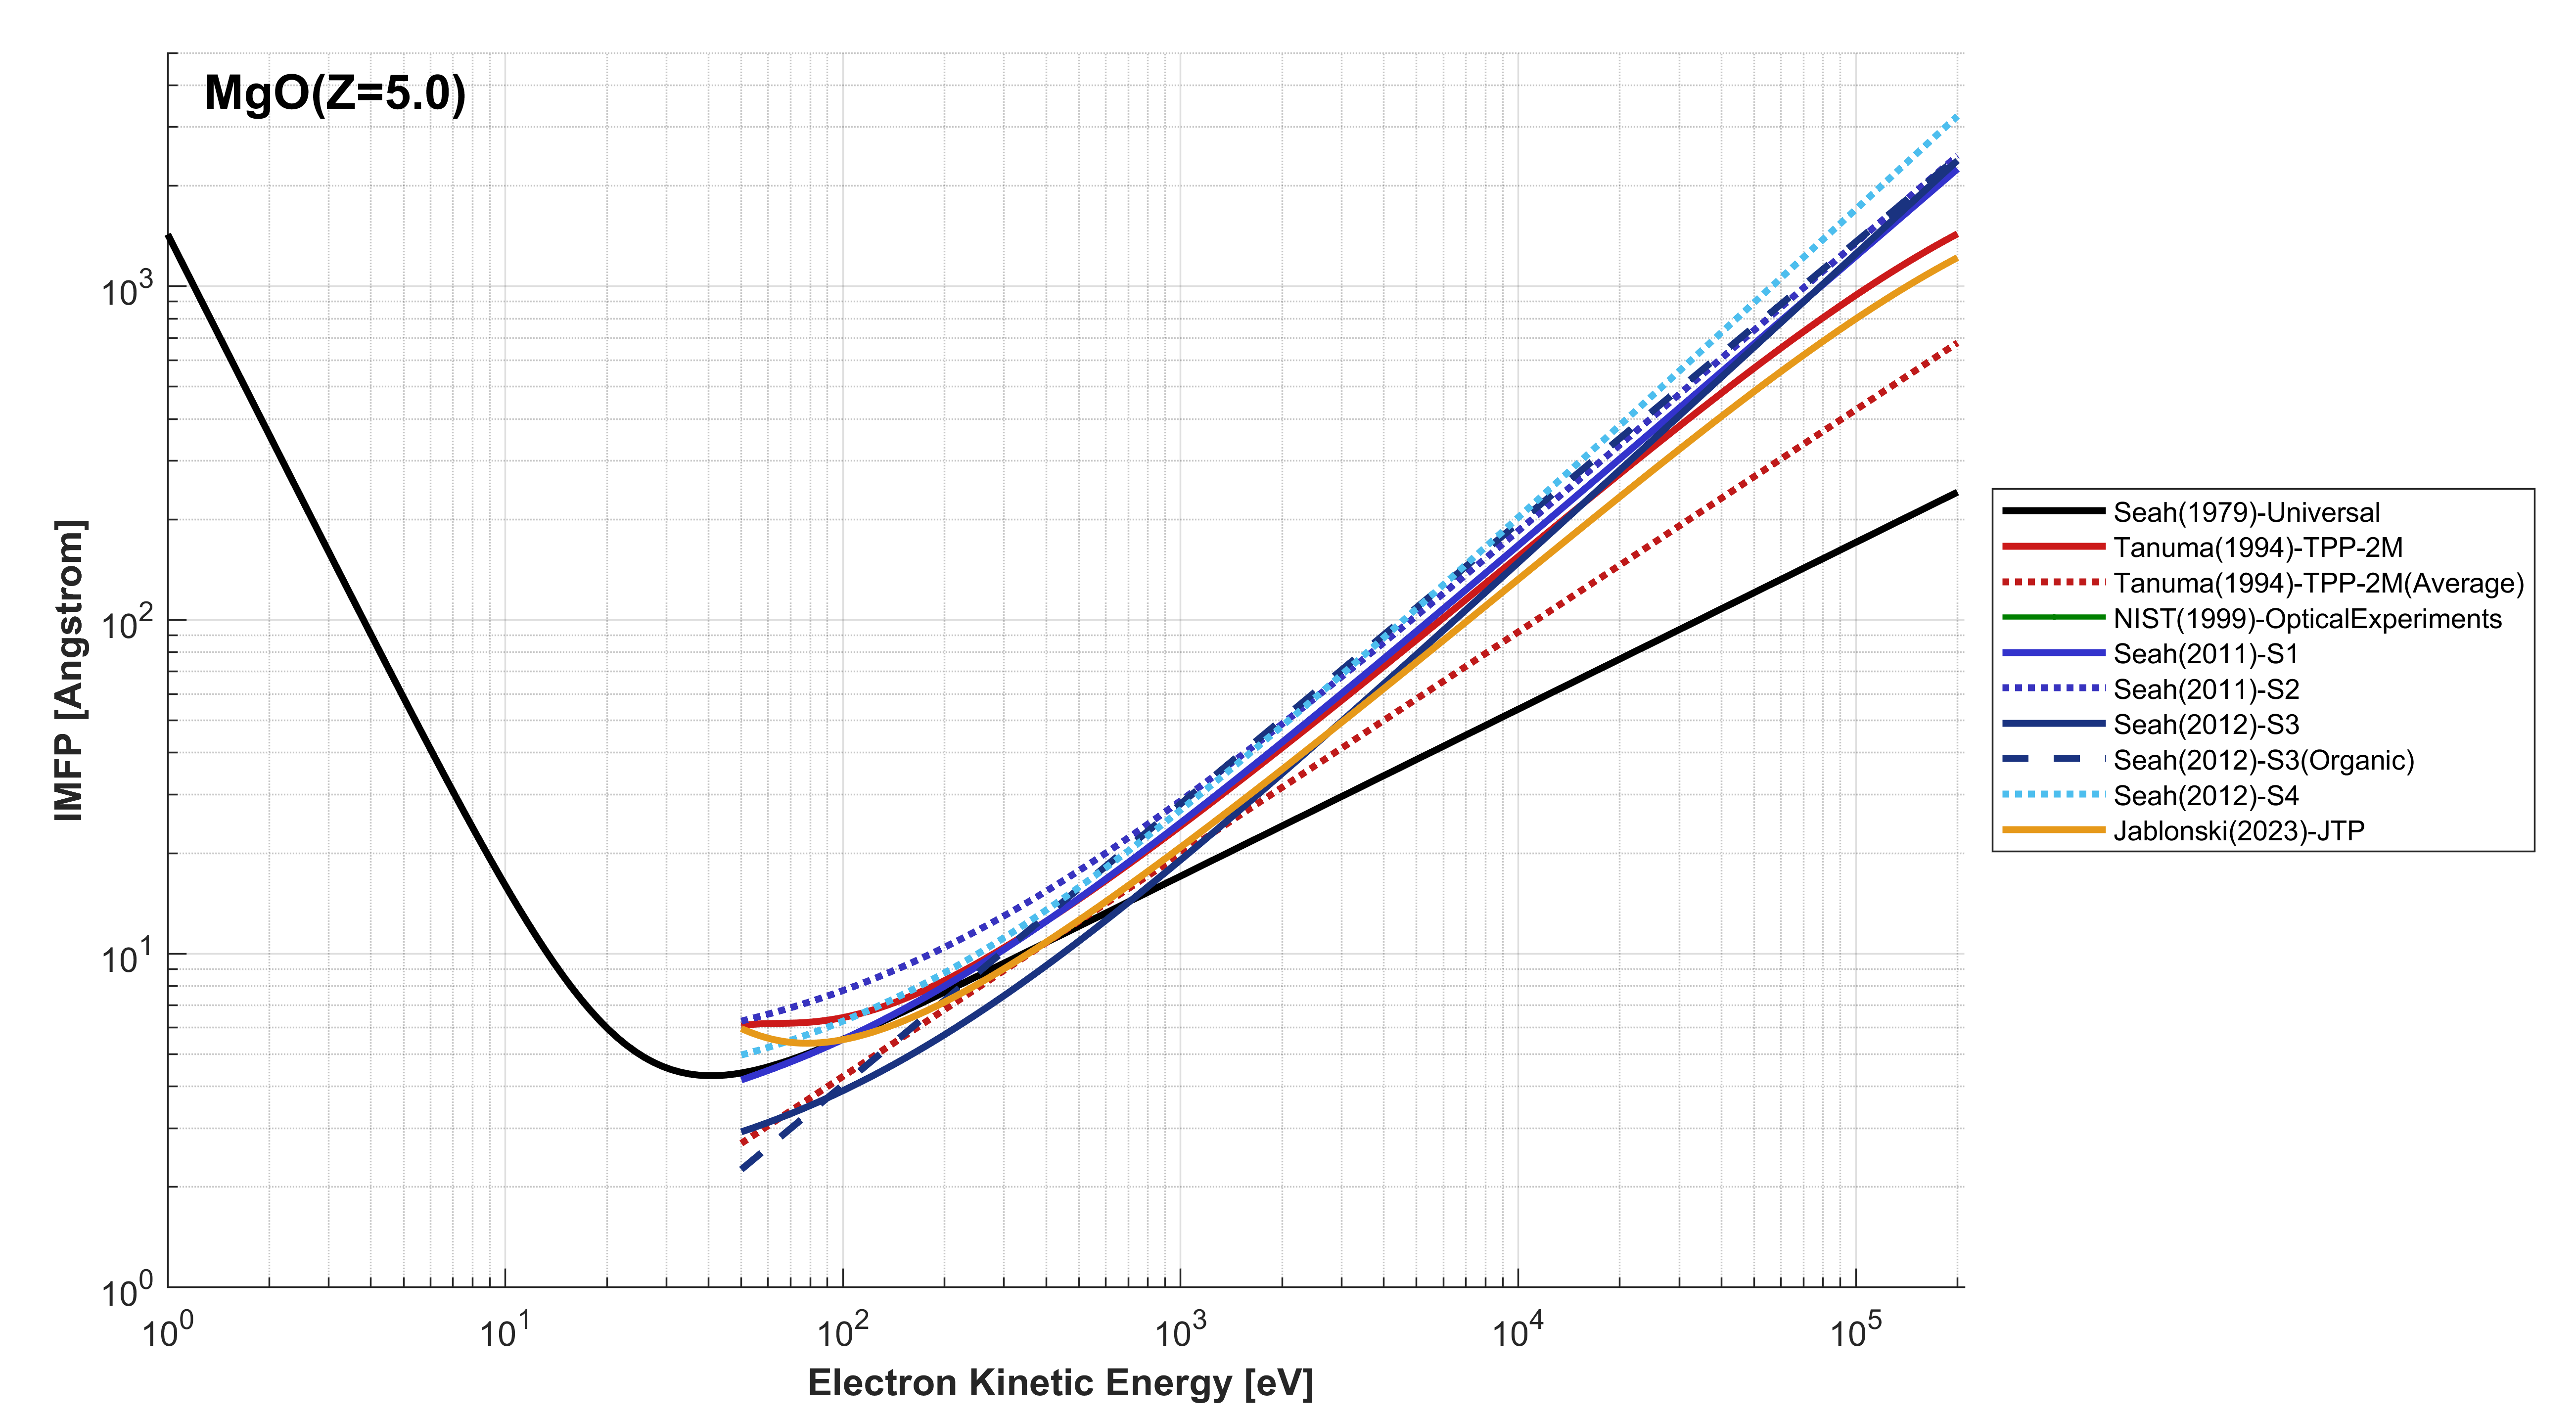 MgO(Z=5.0)
IMFP [Angstrom]
10^3
10^2
10^1
10^0
10^0 10^1 10^2 10^3 10^4 10^5
Electron Kinetic Energy [eV]
Seah(1979)-Universal
Tanuma(1994)-TPP-2M
Tanuma(1994)-TPP-2M(Average)
NIST(1999)-OpticalExperiments
Seah(2011)-S1
Seah(2011)-S2
Seah(2012)-S3
Seah(2012)-S3(Organic)
Seah(2012)-S4
Jablonski(2023)-JTP